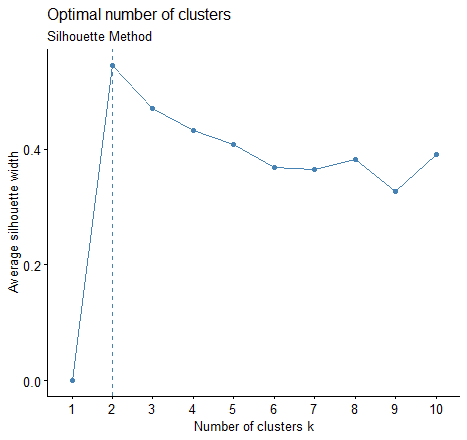 Optimal number of clusters
Silhouette Method
Average silhouette width
0.4
0.2
0.0
1 2 3 4 5 6 7 8 9 10
Number of clusters k